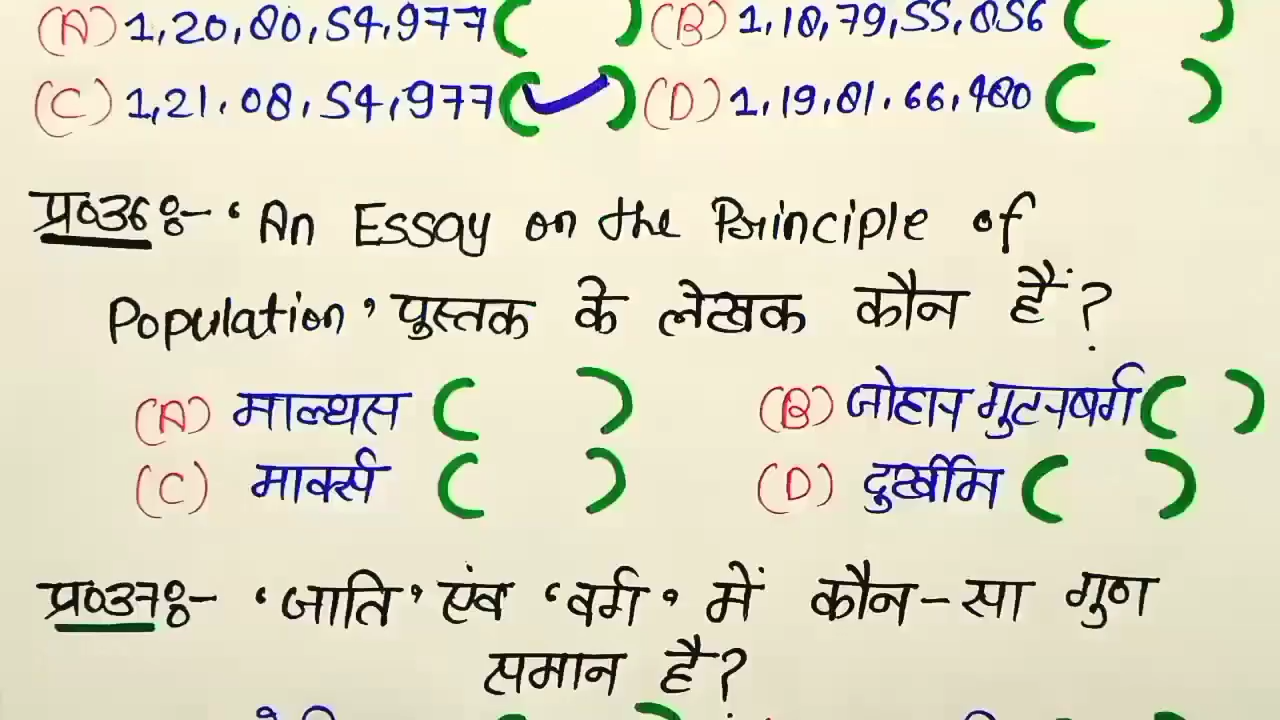 (A) 1,20,80,54,977 ( ) (B) 1,18,79,55,856 ( )
(C) 1,21,08,54,977 (✓) (D) 1,19,81,66,480 ( )
प्र०36ः- ‘An Essay on the Principle of
Population’ पुस्तक के लेखक कौन हैं?
(A) माल्थस ( ) (B) जोहान गुटनबर्ग ( )
(C) मार्क्स ( ) (D) दुर्खीम ( )
प्र०37ः- ‘जाति’ एंव ‘वर्ग’ में कौन-सा गुण
समान है?